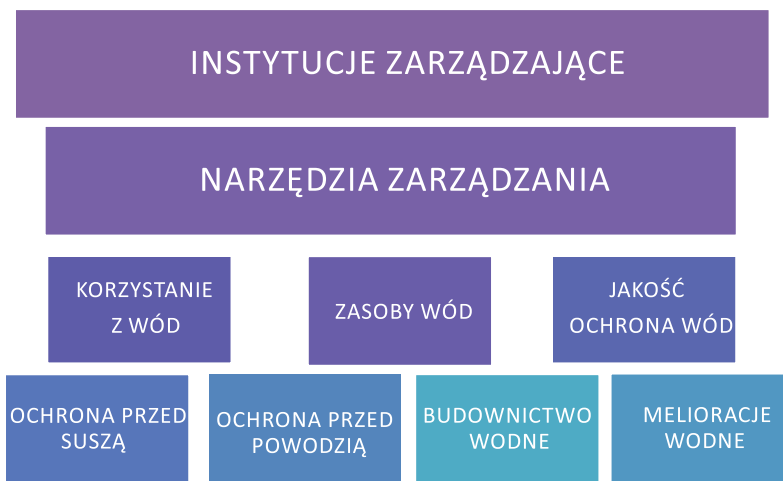 INSTYTUCJE ZARZĄDZAJĄCE
NARZĘDZIA ZARZĄDZANIA
KORZYSTANIE
Z WÓD
ZASOBY WÓD
JAKOŚĆ
OCHRONA WÓD
OCHRONA PRZED
SUSZĄ
OCHRONA PRZED
POWODZIĄ
BUDOWNICTWO
WODNE
MELIORACJE
WODNE